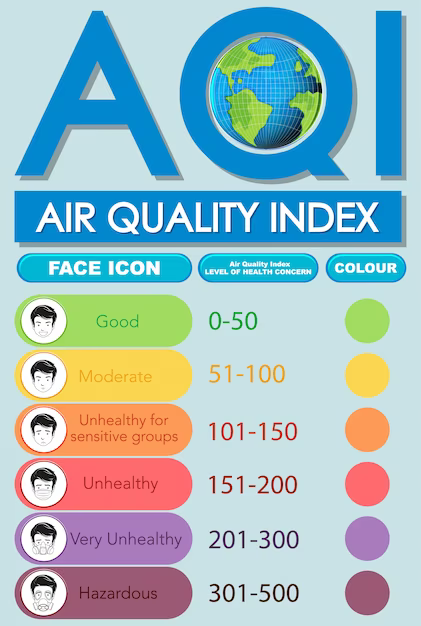 AQI
AIR QUALITY INDEX
FACE ICON
Air Quality Index
LEVEL OF HEALTH CONCERN
COLOUR
Good
0-50
Moderate
51-100
Unhealthy for
sensitive groups
101-150
Unhealthy
151-200
Very Unhealthy
201-300
Hazardous
301-500